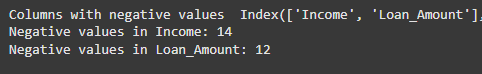 Columns with negative values  Index(['Income', 'Loan_Amount'],
Negative values in Income: 14
Negative values in Loan_Amount: 12